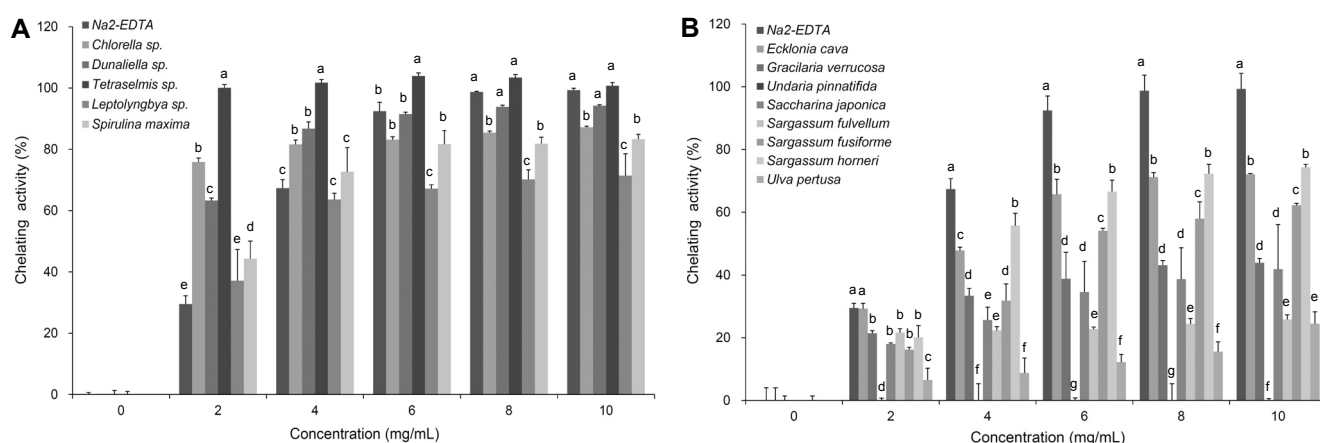 A
Chelating activity (%)
120
100
80
60
40
20
0
Na2-EDTA
Chlorella sp.
Dunaliella sp.
Tetraselmis sp.
Leptolyngbya sp.
Spirulina maxima
e b c a e d
c b b a c c
b b b a c b
a b a a c b
a b a a c b
0 2 4 6 8 10
Concentration (mg/mL)
B
Chelating activity (%)
120
100
80
60
40
20
0
Na2-EDTA
Ecklonia cava
Gracilaria verrucosa
Undaria pinnatifida
Saccharina japonica
Sargassum fulvellum
Sargassum fusiforme
Sargassum horneri
Ulva pertusa
a a b d b b b b c
a c d f e e d b f
a b d g d e c b f
a b d g d e c b f
a b d f d e c b e
0 2 4 6 8 10
Concentration (mg/mL)